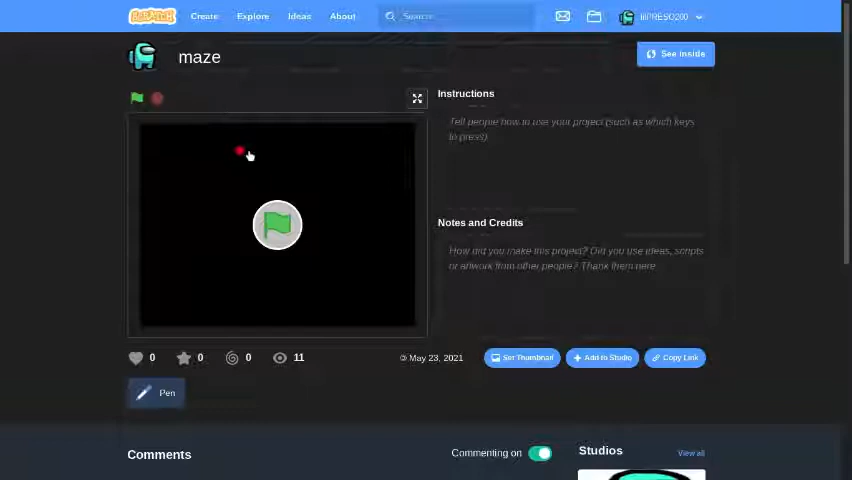 SCRATCH
Create
Explore
Ideas
About
Search
lilPRESO200
maze
See inside
Instructions
Tell people how to use your project (such as which keys
to press).
Notes and Credits
How did you make this project? Did you use ideas, scripts
or artwork from other people? Thank them here
0
0
0
11
© May 23, 2021
Set Thumbnail
Add to Studio
Copy Link
Pen
Comments
Commenting on
Studios
View all